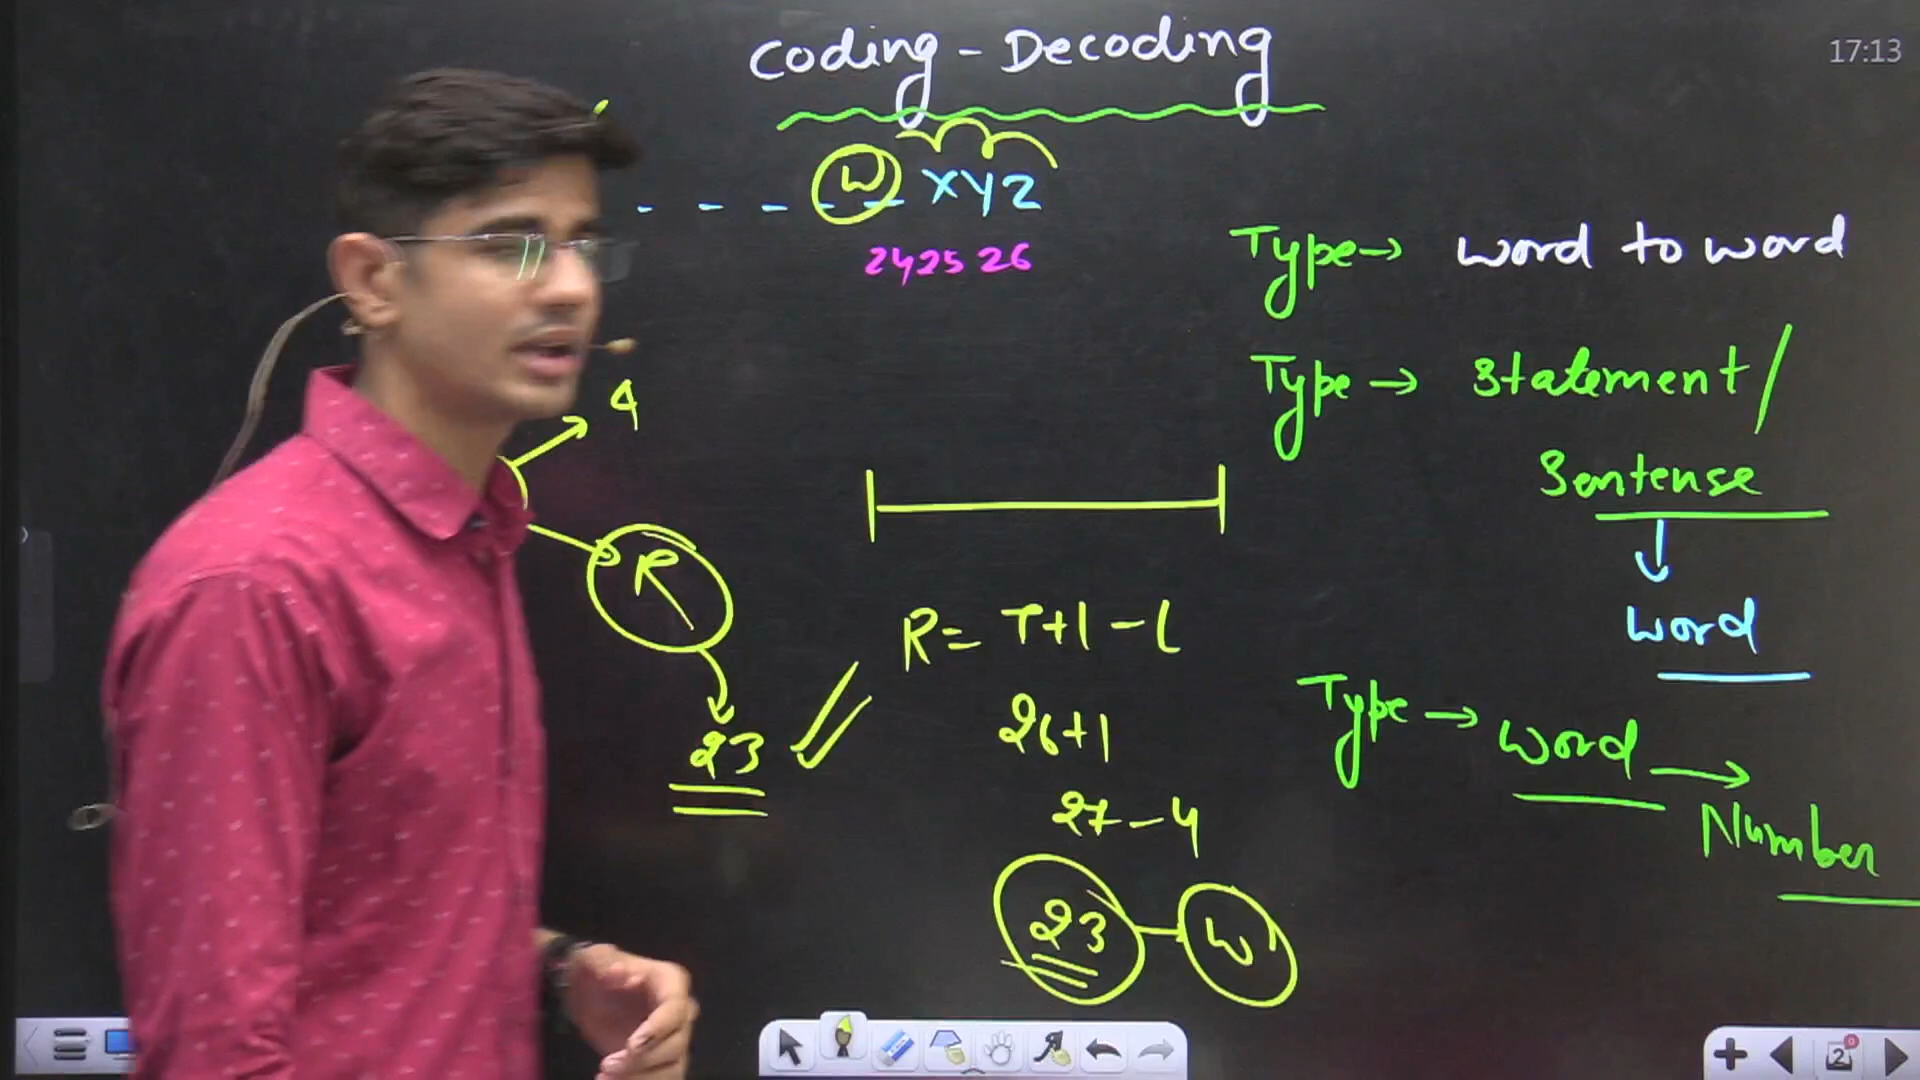 Coding - Decoding
17:13
W X Y Z
24 25 26
Type → word to word
Type → Statement /
Sentense
↓
word
4
R
23
R = T+1-L
26+1
27-4
23 - W
Type → word →
Number
2